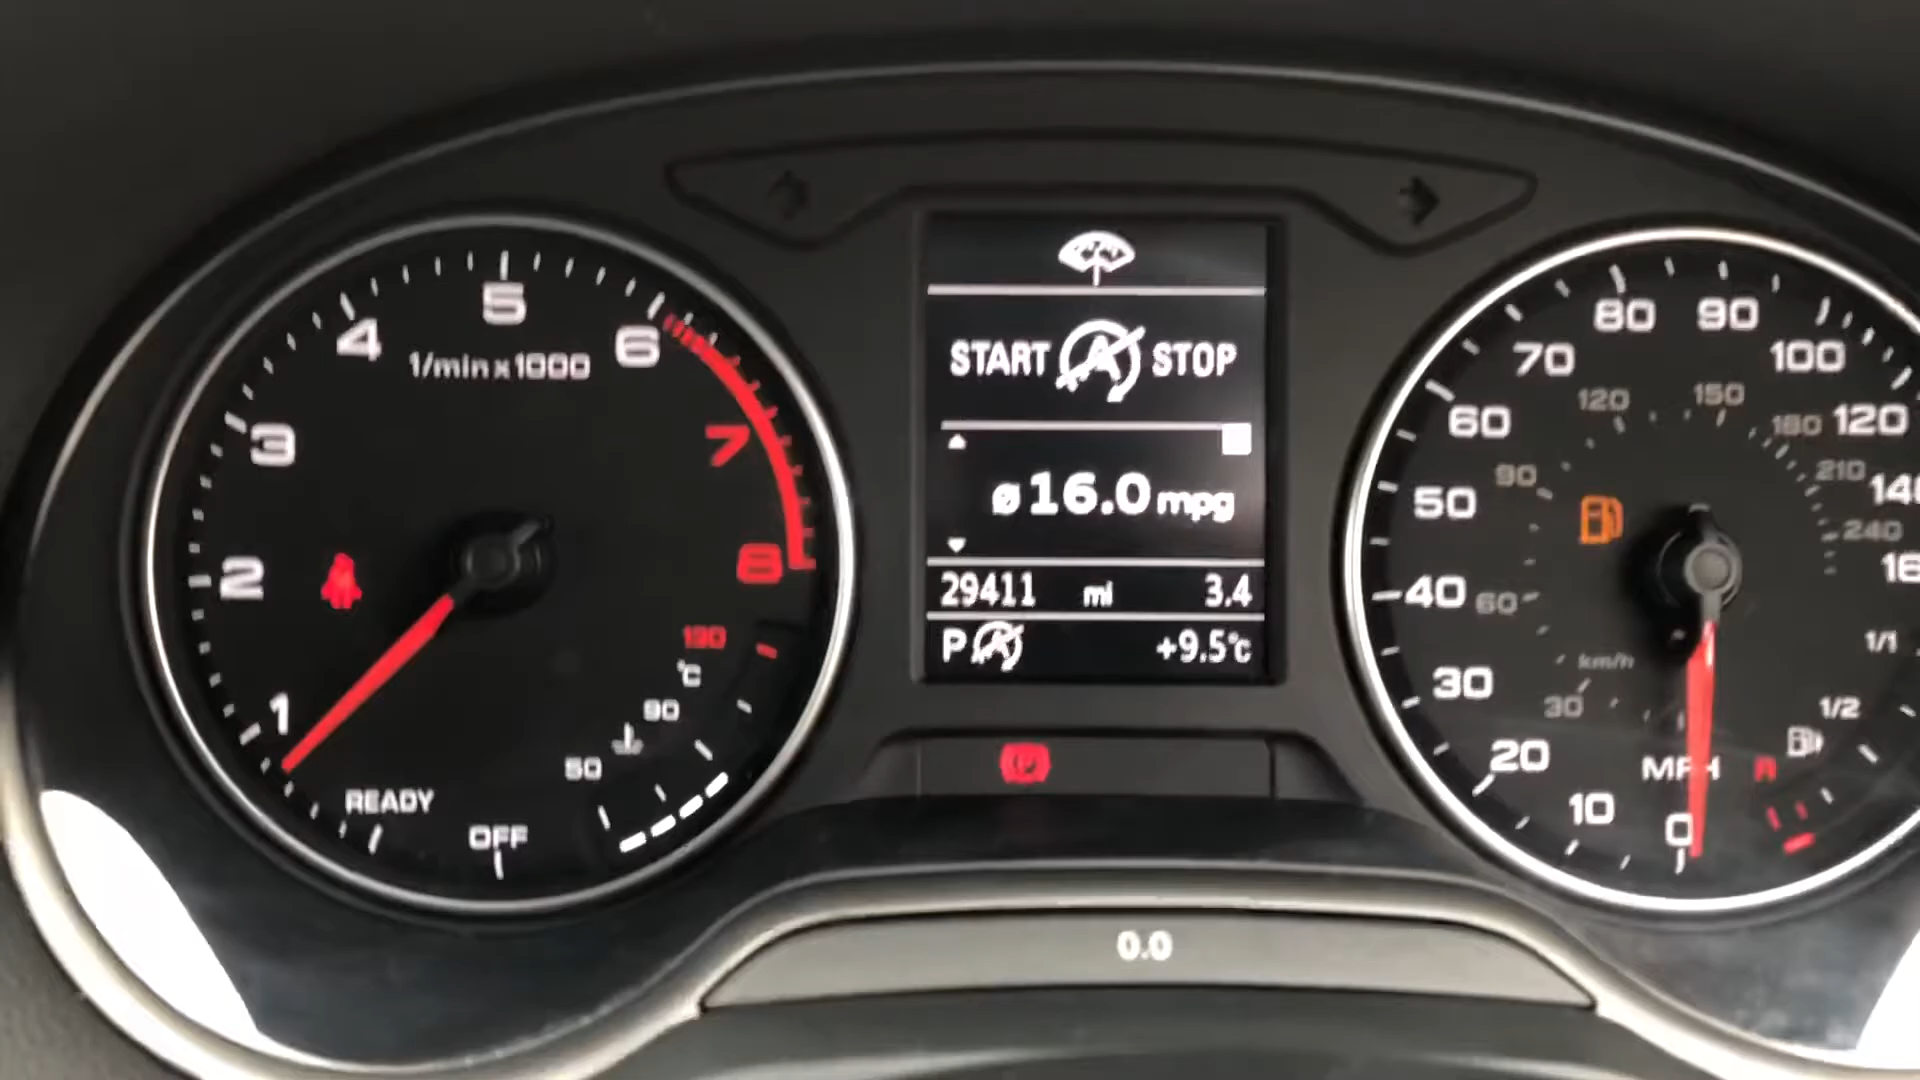 1/min x 1000
1
2
3
4
5
6
7
8
READY
OFF
50
90
130
°C
START A STOP
ø 16.0 mpg
29411 mi 3.4
P A +9.5°C
P
0.0
0
10
20
30
40
50
60
70
80
90
100
120
30
60
90
120
150
180
210
240
km/h
MPH
R
1/2
1/1